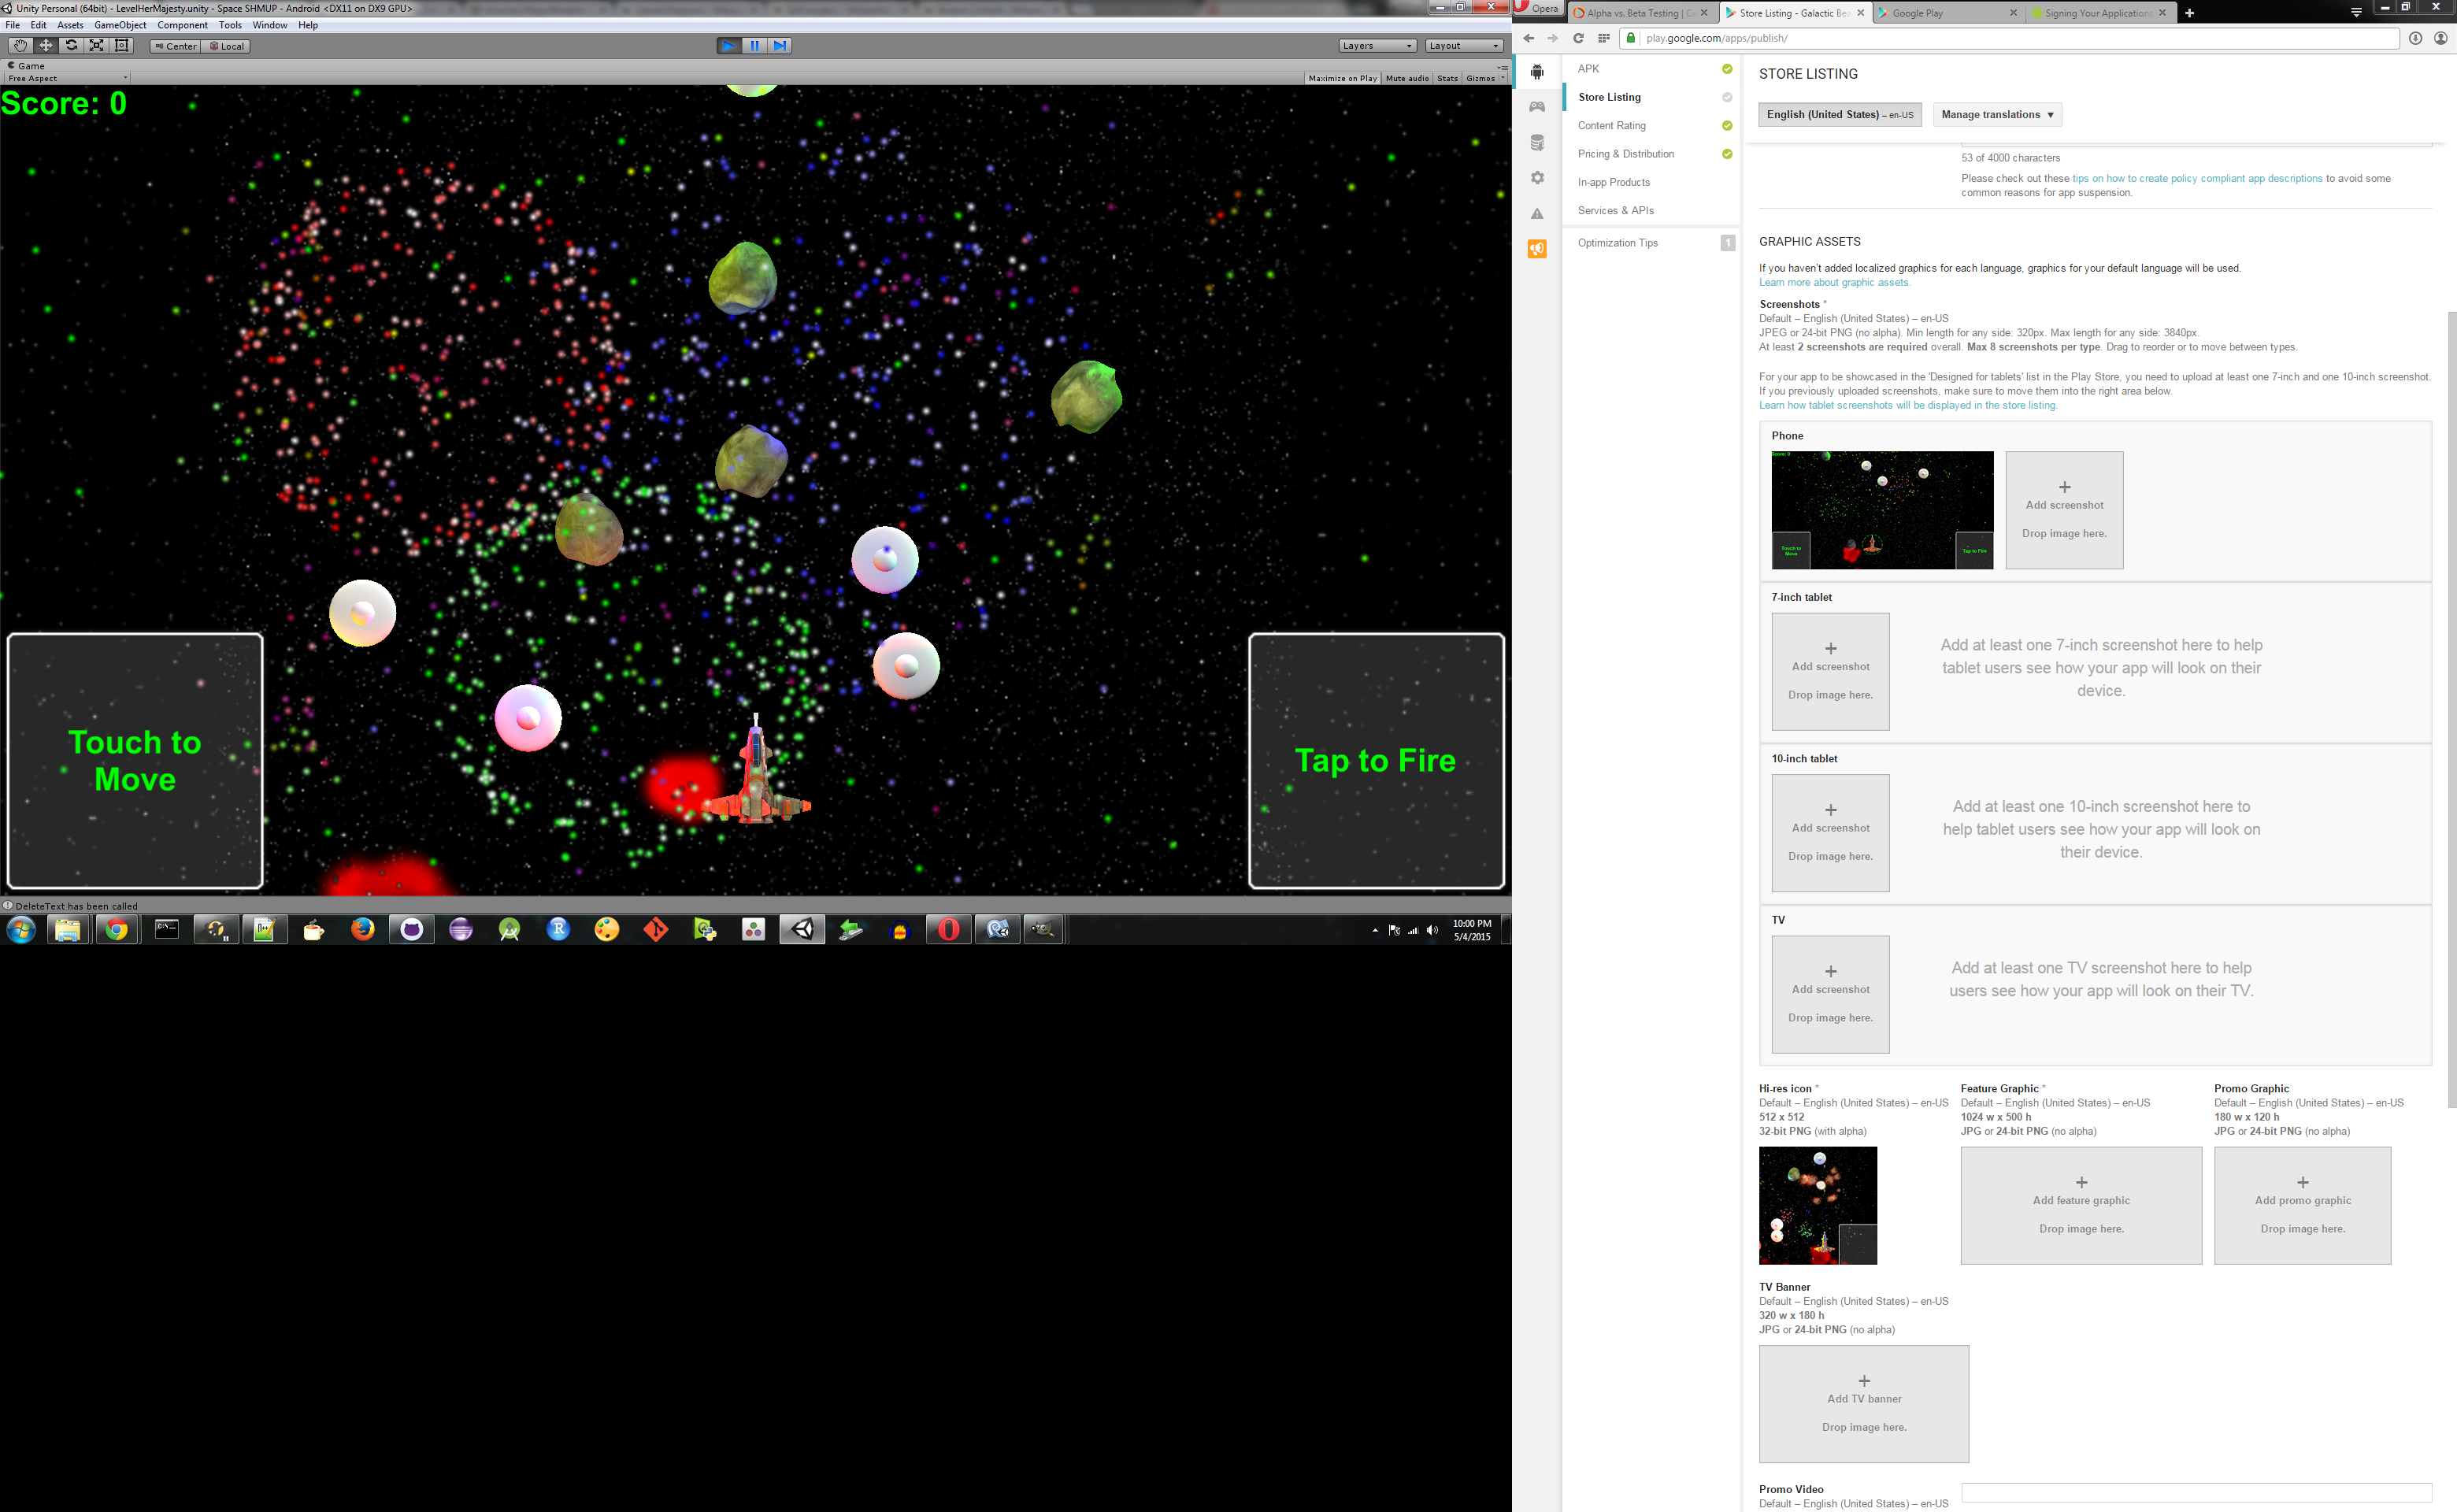 Unity Personal (64bit) - LevelHerMajesty.unity - Space SHMUP - Android <DX11 on DX9 GPU>
File Edit Assets GameObject Component Tools Window Help
Center Local
Layers Layout
Game
Free Aspect
Maximize on Play Mute audio Stats Gizmos
Score: 0
Touch to
Move
Tap to Fire
DeleteText has been called
10:00 PM
5/4/2015
Opera
Alpha vs. Beta Testing |
Store Listing - Galactic
Google Play
Signing Your Applications
play.google.com/apps/publish/
APK
Store Listing
Content Rating
Pricing & Distribution
In-app Products
Services & APIs
Optimization Tips 1
STORE LISTING
English (United States) – en-US
Manage translations
53 of 4000 characters
Please check out these tips on how to create policy compliant app descriptions to avoid some
common reasons for app suspension.
GRAPHIC ASSETS
If you haven't added localized graphics for each language, graphics for your default language will be used.
Learn more about graphic assets.
Screenshots *
Default – English (United States) – en-US
JPEG or 24-bit PNG (no alpha). Min length for any side: 320px. Max length for any side: 3840px.
At least 2 screenshots are required overall. Max 8 screenshots per type. Drag to reorder or to move between types.
For your app to be showcased in the 'Designed for tablets' list in the Play Store, you need to upload at least one 7-inch and one 10-inch screenshot.
If you previously uploaded screenshots, make sure to move them into the right area below.
Learn how tablet screenshots will be displayed in the store listing.
Phone
Score: 0
Touch to
Move
Tap to Fire
+
Add screenshot
Drop image here.
7-inch tablet
+
Add screenshot
Drop image here.
Add at least one 7-inch screenshot here to help
tablet users see how your app will look on their
device.
10-inch tablet
+
Add screenshot
Drop image here.
Add at least one 10-inch screenshot here to
help tablet users see how your app will look on
their device.
TV
+
Add screenshot
Drop image here.
Add at least one TV screenshot here to help
users see how your app will look on their TV.
Hi-res icon *
Default – English (United States) – en-US
512 x 512
32-bit PNG (with alpha)
Feature Graphic *
Default – English (United States) – en-US
1024 w x 500 h
JPG or 24-bit PNG (no alpha)
+
Add feature graphic
Drop image here.
Promo Graphic
Default – English (United States) – en-US
180 w x 120 h
JPG or 24-bit PNG (no alpha)
+
Add promo graphic
Drop image here.
TV Banner
Default – English (United States) – en-US
320 w x 180 h
JPG or 24-bit PNG (no alpha)
+
Add TV banner
Drop image here.
Promo Video
Default – English (United States) – en-US